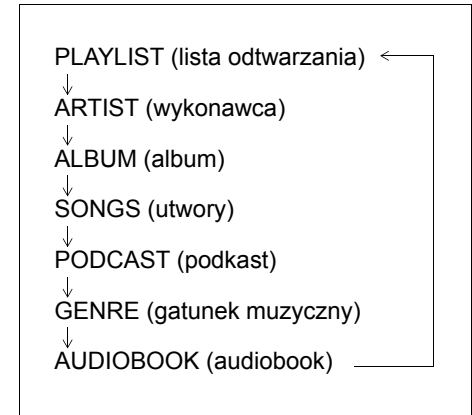 PLAYLIST (lista odtwarzania)
ARTIST (wykonawca)
ALBUM (album)
SONGS (utwory)
PODCAST (podkast)
GENRE (gatunek muzyczny)
AUDIOBOOK (audiobook)